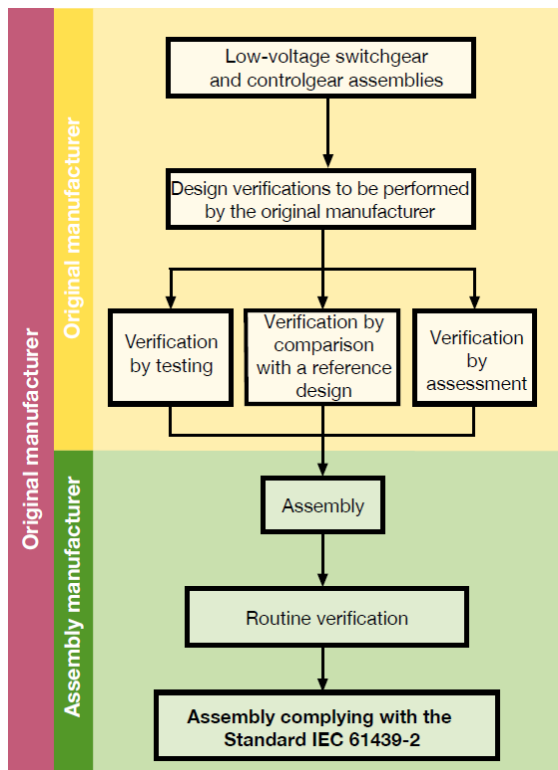 Original manufacturer
Original manufacturer
Assembly manufacturer
Low-voltage switchgear
and controlgear assemblies
Design verifications to be performed
by the original manufacturer
Verification
by testing
Verification by
comparison
with a reference
design
Verification
by
assessment
Assembly
Routine verification
Assembly complying with the
Standard IEC 61439-2